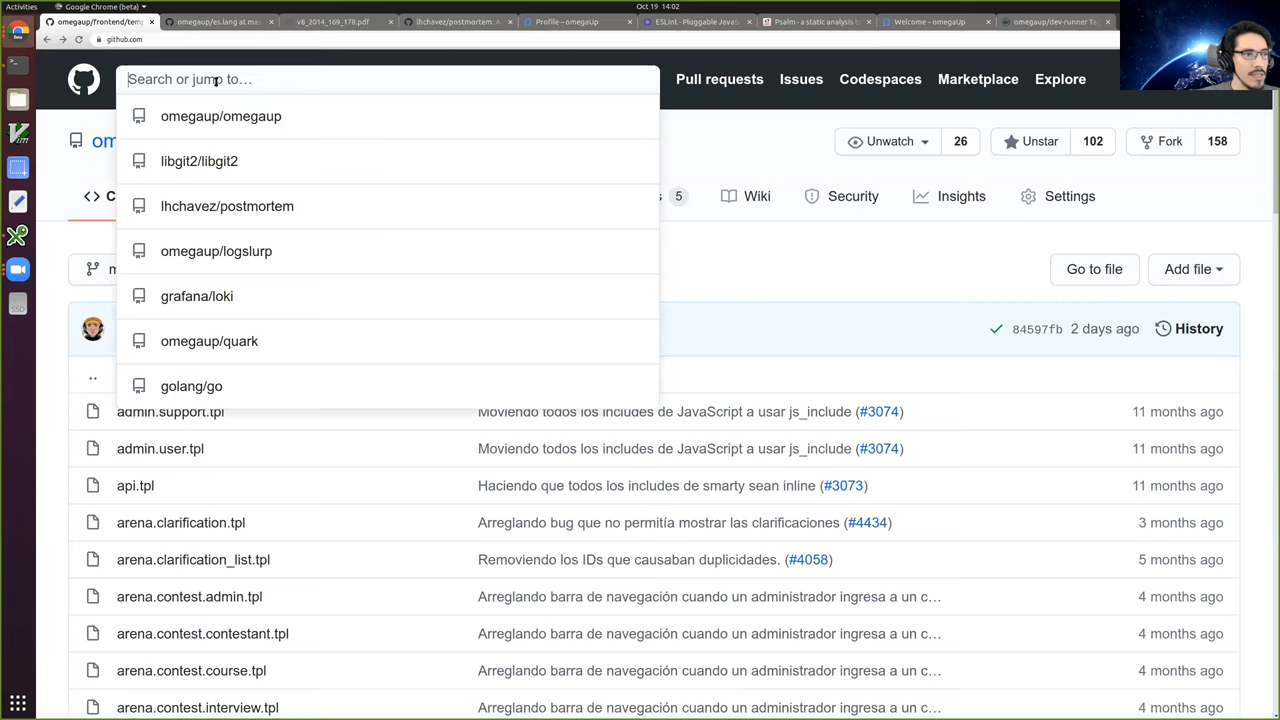 Activities
Google Chrome (beta)
Oct 19 14:02
omegaup/frontend/temp
omegaup/es.lang at mas
v8_2014_169_178.pdf
lhchavez/postmortem: A
Profile – omegaUp
ESLint - Pluggable JavaS
Psalm - a static analysis t
Welcome – omegaUp
omegaup/dev-runner Tag
github.com
Search or jump to…
Pull requests
Issues
Codespaces
Marketplace
Explore
omegaup/omegaup
libgit2/libgit2
lhchavez/postmortem
omegaup/logslurp
grafana/loki
omegaup/quark
golang/go
om
Unwatch
26
Unstar
102
Fork
158
C
s
5
Wiki
Security
Insights
Settings
m
Go to file
Add file
84597fb
2 days ago
History
..
admin.support.tpl
Moviendo todos los includes de JavaScript a usar js_include (#3074)
11 months ago
admin.user.tpl
Moviendo todos los includes de JavaScript a usar js_include (#3074)
11 months ago
api.tpl
Haciendo que todos los includes de smarty sean inline (#3073)
11 months ago
arena.clarification.tpl
Arreglando bug que no permitía mostrar las clarificaciones (#4434)
3 months ago
arena.clarification_list.tpl
Removiendo los IDs que causaban duplicidades. (#4058)
5 months ago
arena.contest.admin.tpl
Arreglando barra de navegación cuando un administrador ingresa a un c…
4 months ago
arena.contest.contestant.tpl
Arreglando barra de navegación cuando un administrador ingresa a un c…
4 months ago
arena.contest.course.tpl
Arreglando barra de navegación cuando un administrador ingresa a un c…
4 months ago
arena.contest.interview.tpl
Arreglando barra de navegación cuando un administrador ingresa a un c…
4 months ago
SSD